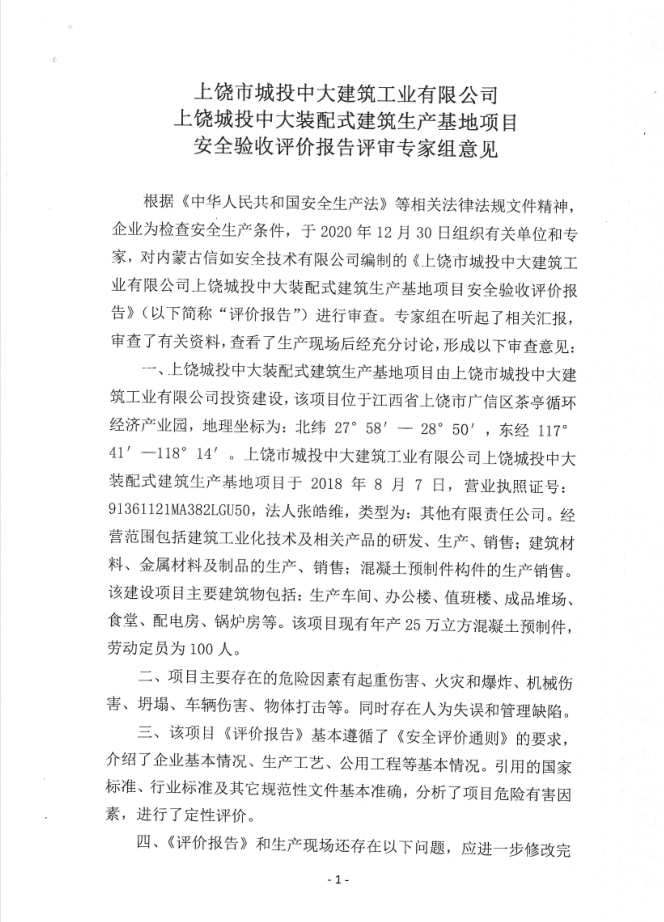 上饶市城投中大建筑工业有限公司
上饶城投中大装配式建筑生产基地项目
安全验收评价报告评审专家组意见
根据《中华人民共和国安全生产法》等相关法律法规文件精神，
企业为检查安全生产条件，于 2020 年 12 月 30 日组织有关单位和专
家，对内蒙古信如安全技术有限公司编制的《上饶市城投中大建筑工
业有限公司上饶城投中大装配式建筑生产基地项目安全验收评价报
告》（以下简称“评价报告”）进行审查。专家组在听起了相关汇报，
审查了有关资料，查看了生产现场后经充分讨论，形成以下审查意见：
一、上饶城投中大装配式建筑生产基地项目由上饶市城投中大建
筑工业有限公司投资建设，该项目位于江西省上饶市广信区茶亭循环
经济产业园，地理坐标为：北纬 27° 58′ — 28° 50′，东经 117°
41′ —118° 14′。上饶市城投中大建筑工业有限公司上饶城投中大
装配式建筑生产基地项目于 2018 年 8 月 7 日，营业执照证号：
91361121MA382LGU50，法人张皓维，类型为：其他有限责任公司。经
营范围包括建筑工业化技术及相关产品的研发、生产、销售；建筑材
料、金属材料及制品的生产、销售；混凝土预制件构件的生产销售。
该建设项目主要建筑物包括：生产车间、办公楼、值班楼、成品堆场、
食堂、配电房、锅炉房等。该项目现有年产 25 万立方混凝土预制件，
劳动定员为 100 人。
二、项目主要存在的危险因素有起重伤害、火灾和爆炸、机械伤
害、坍塌、车辆伤害、物体打击等。同时存在人为失误和管理缺陷。
三、该项目《评价报告》基本遵循了《安全评价通则》的要求，
介绍了企业基本情况、生产工艺、公用工程等基本情况。引用的国家
标准、行业标准及其它规范性文件基本准确，分析了项目危险有害因
素，进行了定性评价。
四、《评价报告》和生产现场还存在以下问题，应进一步修改完
- 1 -